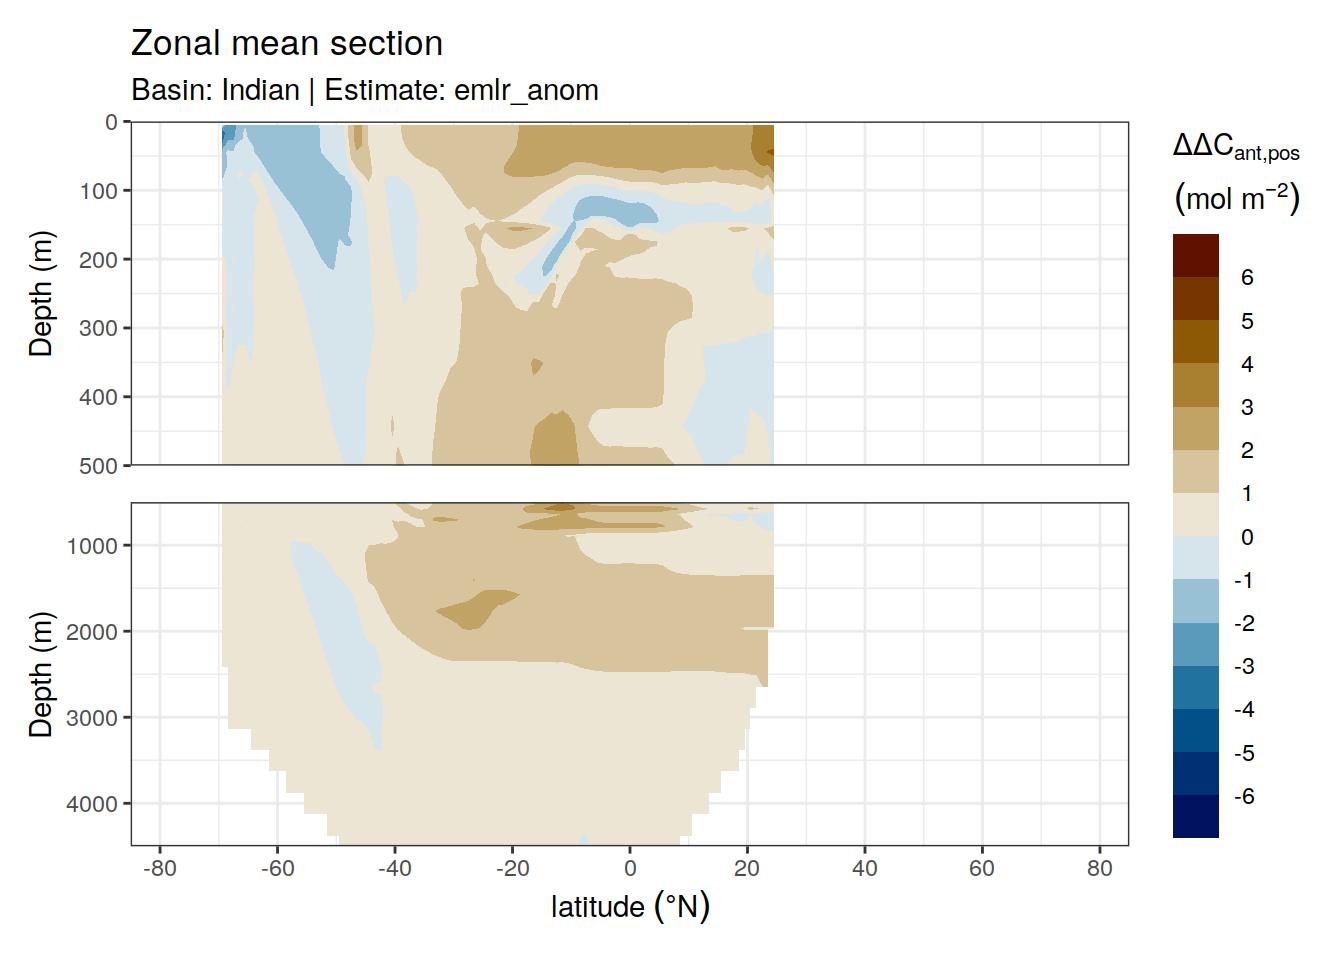 Zonal mean section
Basin: Indian | Estimate: emlr_anom
0
100
200
300
400
500
Depth (m)
1000
2000
3000
4000
Depth (m)
-80 -60 -40 -20 0 20 40 60 80
latitude (°N)
ΔΔCant,pos
(mol m−2)
6
5
4
3
2
1
0
-1
-2
-3
-4
-5
-6